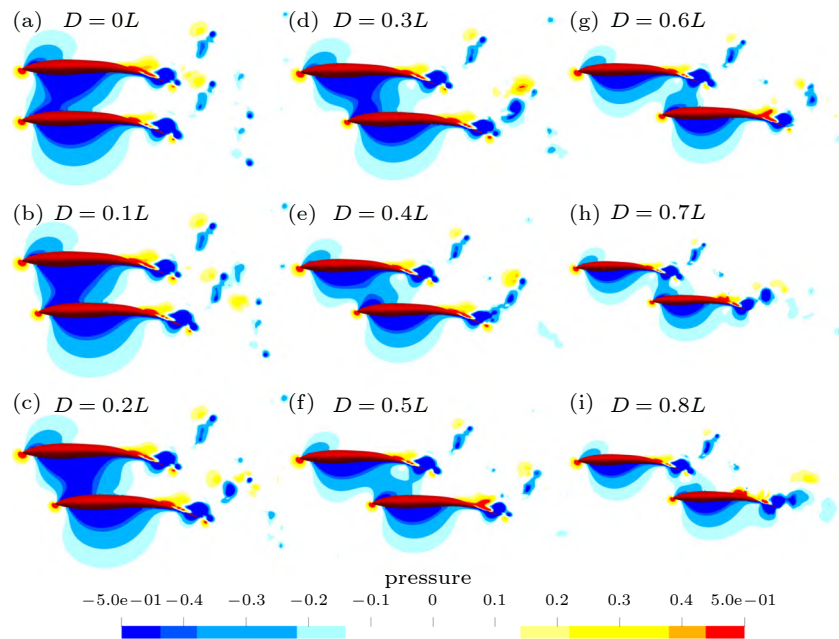 (a) D = 0L
(d) D = 0.3L
(g) D = 0.6L
(b) D = 0.1L
(e) D = 0.4L
(h) D = 0.7L
(c) D = 0.2L
(f) D = 0.5L
(i) D = 0.8L
pressure
−5.0e−01 −0.4 −0.3 −0.2 −0.1 0 0.1 0.2 0.3 0.4 5.0e−01